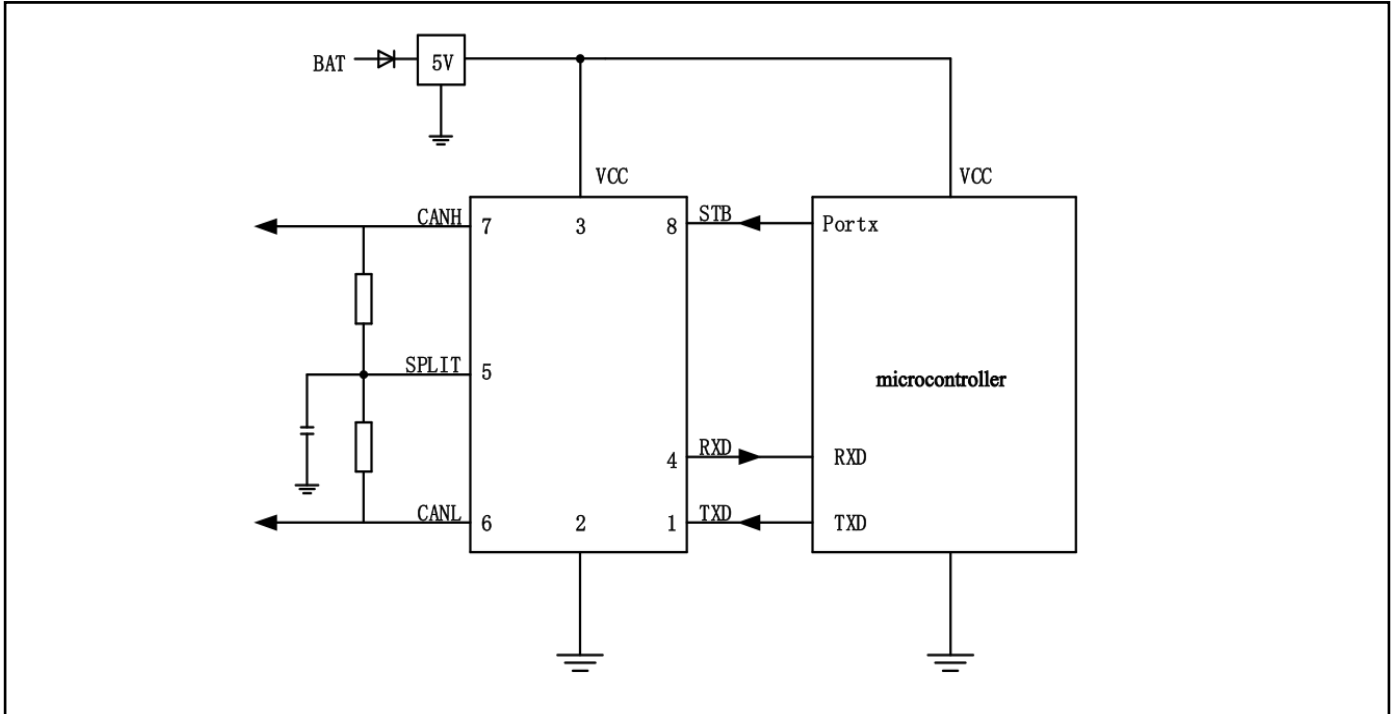 BAT
5V
VCC
VCC
CANH
7
3
8
STB
Portx
SPLIT
5
microcontroller
4
RXD
RXD
CANL
6
2
1
TXD
TXD